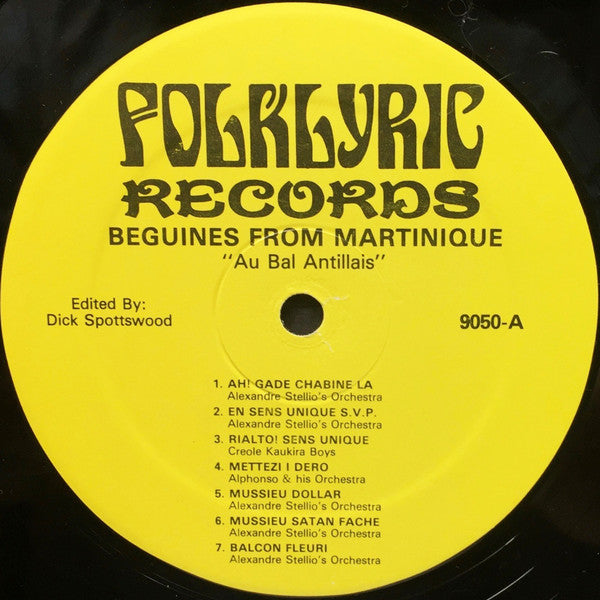 FOLKLYRIC
RECORDS
BEGUINES FROM MARTINIQUE
"Au Bal Antillais"
Edited By:
Dick Spottswood
9050-A
1. AH! GADE CHABINE LA
Alexandre Stellio's Orchestra
2. EN SENS UNIQUE S.V.P.
Alexandre Stellio's Orchestra
3. RIALTO! SENS UNIQUE
Creole Kaukira Boys
4. METTEZI I DERO
Alphonso & his Orchestra
5. MUSSIEU DOLLAR
Alexandre Stellio's Orchestra
6. MUSSIEU SATAN FACHE
Alexandre Stellio's Orchestra
7. BALCON FLEURI
Alexandre Stellio's Orchestra